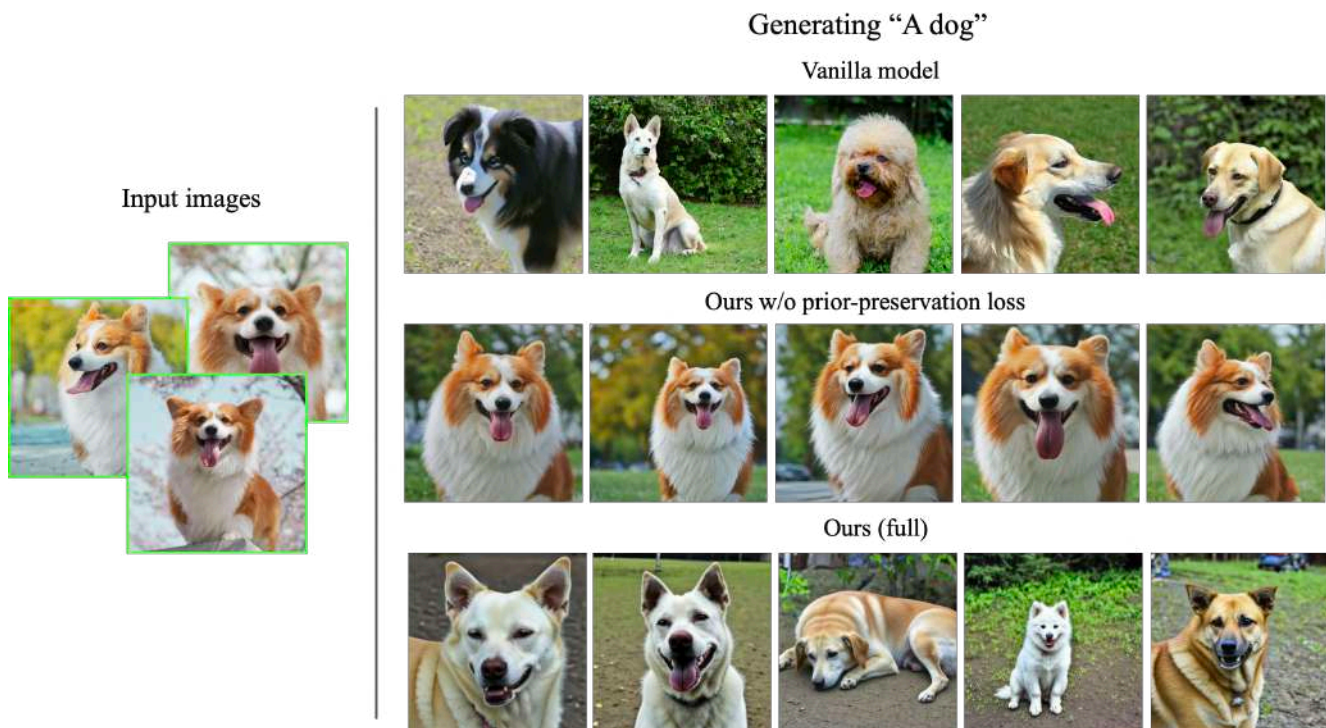 Generating “A dog”
Vanilla model
Input images
Ours w/o prior-preservation loss
Ours (full)